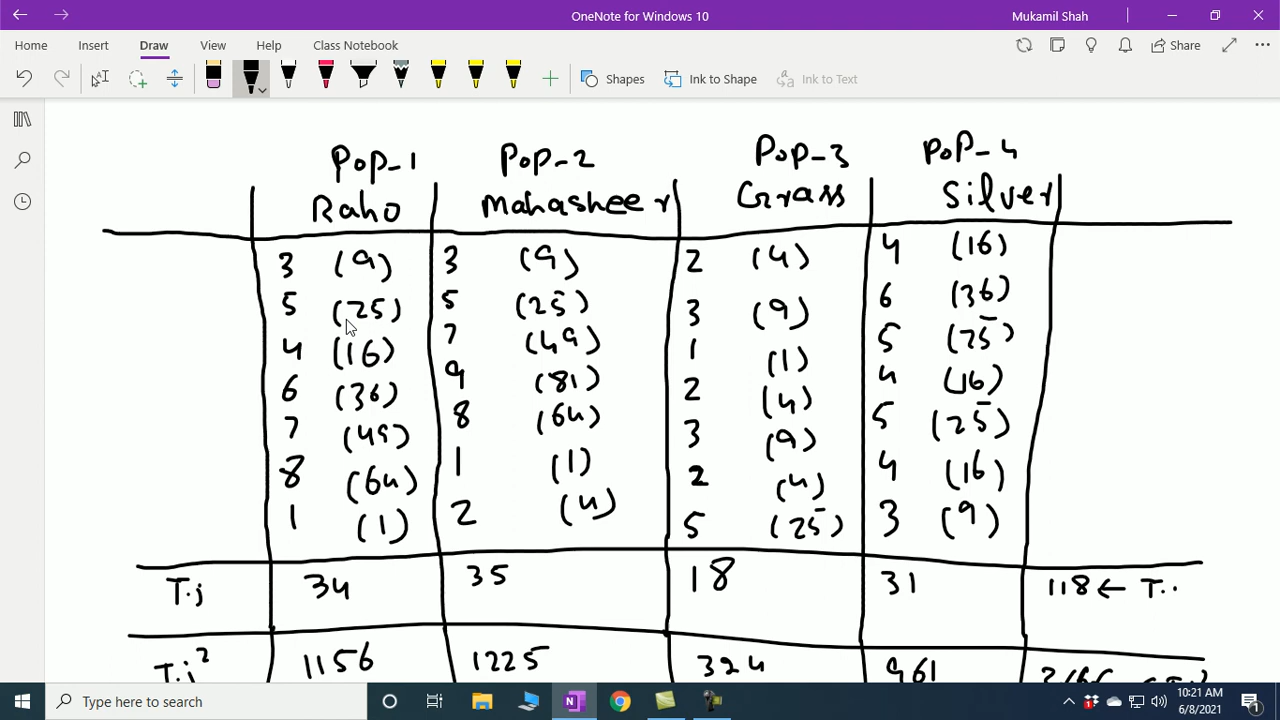 OneNote for Windows 10
Mukamil Shah
Home Insert Draw View Help Class Notebook
Share
Shapes Ink to Shape Ink to Text
Pop-1 Pop-2 Pop-3 Pop-4
Raho Mahasheer Grass Silver
3 (9) 3 (9) 2 (4) 4 (16)
5 (25) 5 (25) 3 (9) 6 (36)
4 (16) 7 (49) 1 (1) 5 (25)
6 (36) 9 (81) 2 (4) 4 (16)
7 (49) 8 (64) 3 (9) 5 (25)
8 (64) 1 (1) 2 (4) 4 (16)
1 (1) 2 (4) 5 (25) 3 (9)
T.j 34 35 18 31 118 ← T..
T.j² 1156 1225 324 961
Type here to search
10:21 AM
6/8/2021